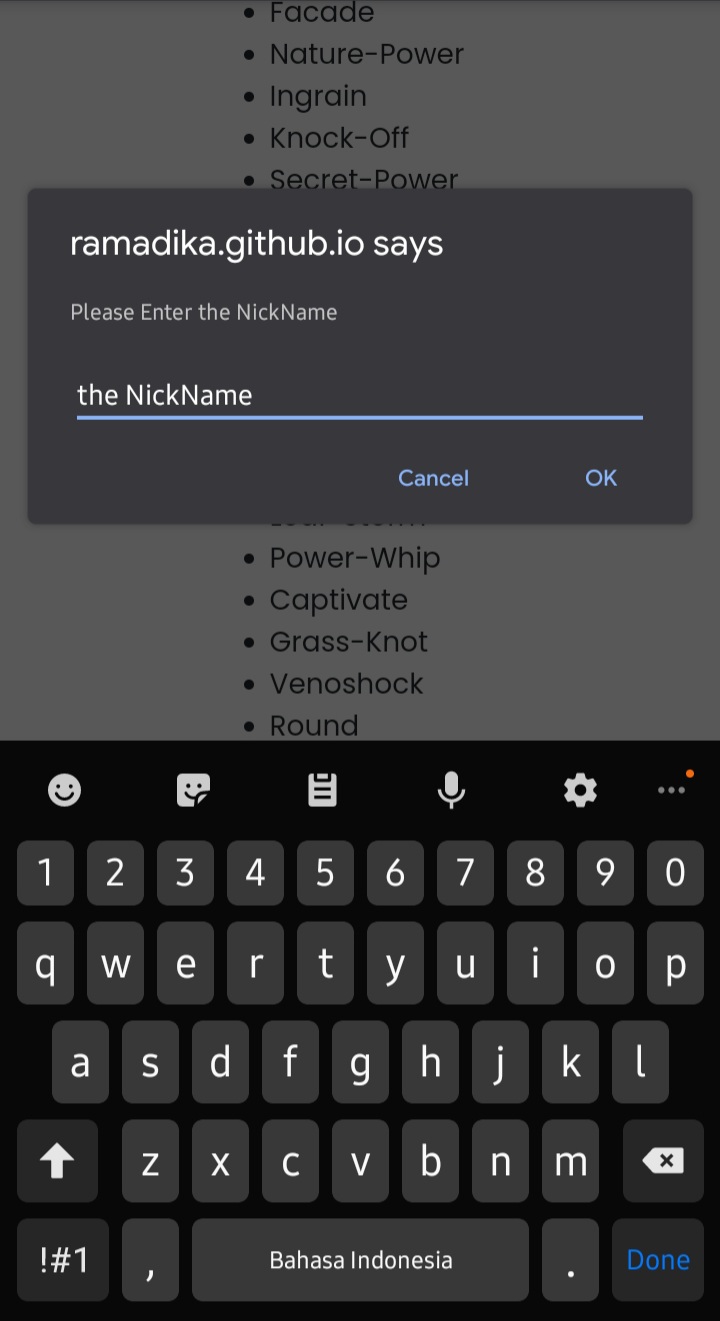 Facade
Nature-Power
Ingrain
Knock-Off
Secret-Power
ramadika.github.io says
Please Enter the NickName
the NickName
Cancel OK
Power-Whip
Captivate
Grass-Knot
Venoshock
Round
1 2 3 4 5 6 7 8 9 0
q w e r t y u i o p
a s d f g h j k l
z x c v b n m
!#1 , Bahasa Indonesia . Done